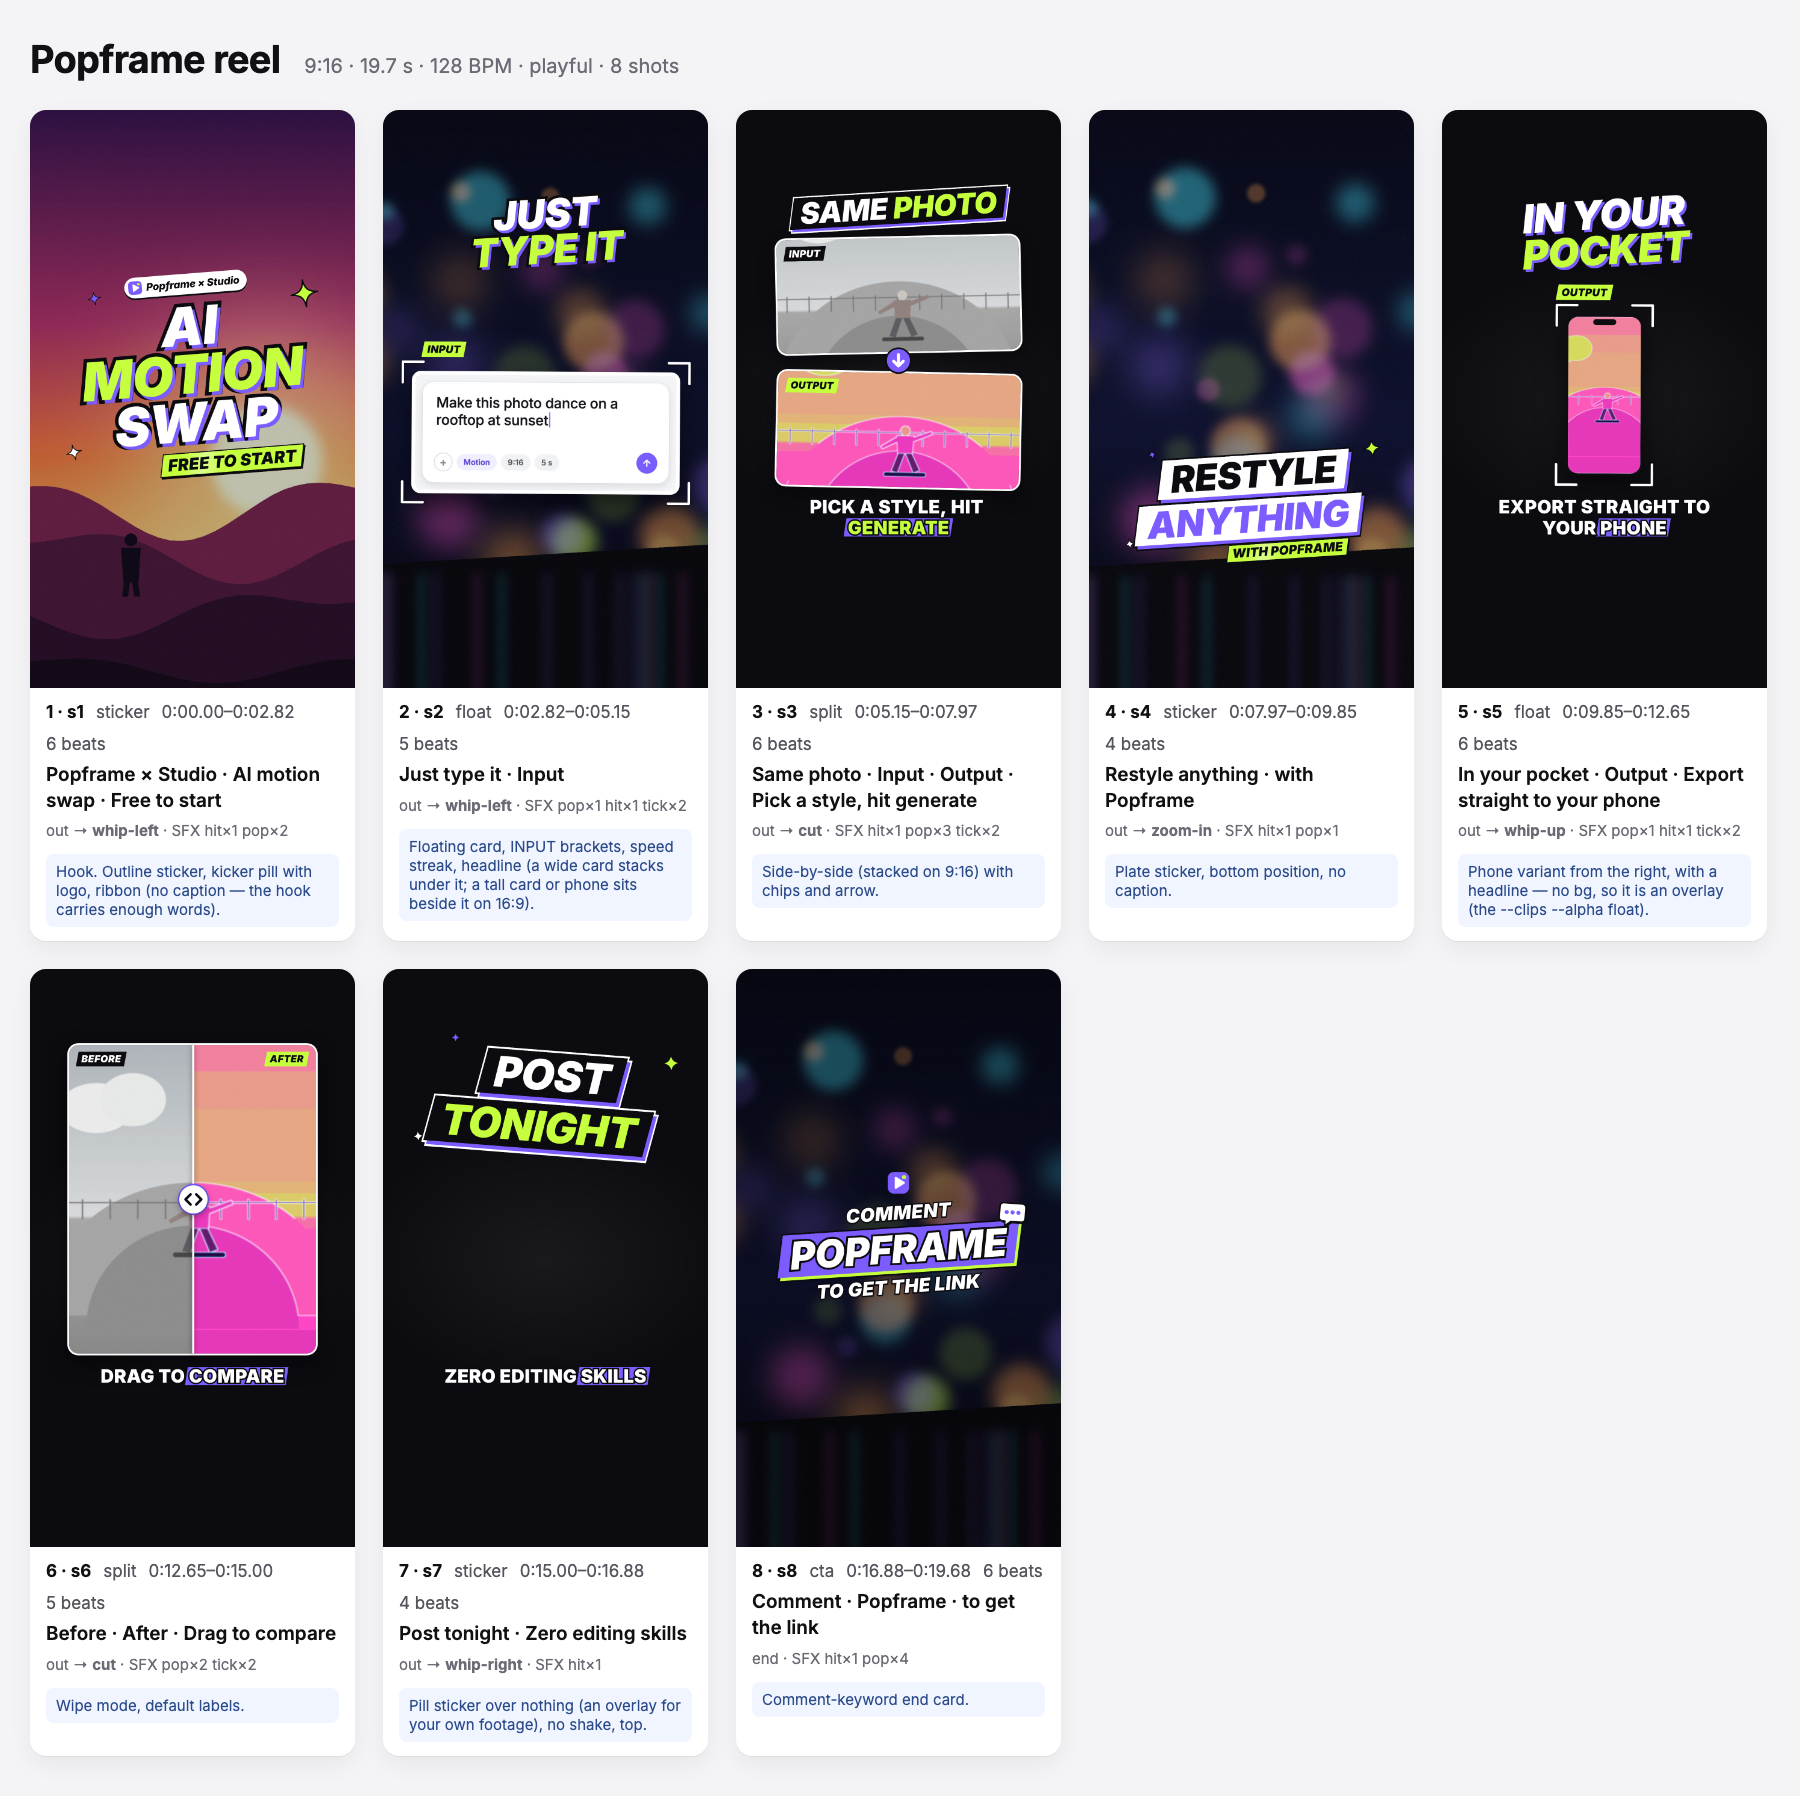 Popframe reel 9:16 · 19.7 s · 128 BPM · playful · 8 shots
Popframe × Studio
AI
MOTION
SWAP
FREE TO START
1 · s1 sticker 0:00.00–0:02.82
6 beats
Popframe × Studio · AI motion
swap · Free to start
out → whip-left · SFX hit×1 pop×2
Hook. Outline sticker, kicker pill with
logo, ribbon (no caption — the hook
carries enough words).
JUST
TYPE IT
INPUT
Make this photo dance on a
rooftop at sunset
+ Motion 9:16 5 s
2 · s2 float 0:02.82–0:05.15
5 beats
Just type it · Input
out → whip-left · SFX pop×1 hit×1 tick×2
Floating card, INPUT brackets, speed
streak, headline (a wide card stacks
under it; a tall card or phone sits
beside it on 16:9).
SAME PHOTO
INPUT
OUTPUT
PICK A STYLE, HIT
GENERATE
3 · s3 split 0:05.15–0:07.97
6 beats
Same photo · Input · Output ·
Pick a style, hit generate
out → cut · SFX hit×1 pop×3 tick×2
Side-by-side (stacked on 9:16) with
chips and arrow.
RESTYLE
ANYTHING
WITH POPFRAME
4 · s4 sticker 0:07.97–0:09.85
4 beats
Restyle anything · with
Popframe
out → zoom-in · SFX hit×1 pop×1
Plate sticker, bottom position, no
caption.
IN YOUR
POCKET
OUTPUT
EXPORT STRAIGHT TO
YOUR PHONE
5 · s5 float 0:09.85–0:12.65
6 beats
In your pocket · Output · Export
straight to your phone
out → whip-up · SFX pop×1 hit×1 tick×2
Phone variant from the right, with a
headline — no bg, so it is an overlay
(the --clips --alpha float).
BEFORE
AFTER
DRAG TO COMPARE
6 · s6 split 0:12.65–0:15.00
5 beats
Before · After · Drag to compare
out → cut · SFX pop×2 tick×2
Wipe mode, default labels.
POST
TONIGHT
ZERO EDITING SKILLS
7 · s7 sticker 0:15.00–0:16.88
4 beats
Post tonight · Zero editing skills
out → whip-right · SFX hit×1
Pill sticker over nothing (an overlay for
your own footage), no shake, top.
COMMENT
POPFRAME
TO GET THE LINK
8 · s8 cta 0:16.88–0:19.68 6 beats
Comment · Popframe · to get
the link
end · SFX hit×1 pop×4
Comment-keyword end card.